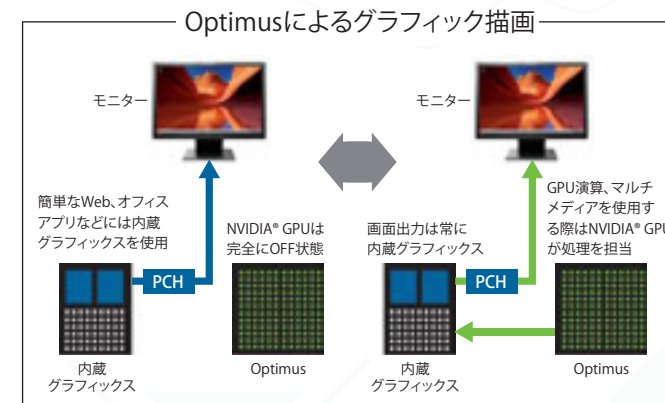 Optimusによるグラフィック描画
モニター
簡単なWeb、オフィス
アプリなどには内蔵
グラフィックスを使用
NVIDIA® GPUは
完全にOFF状態
PCH
内蔵
グラフィックス
Optimus
モニター
画面出力は常に
内蔵グラフィックス
GPU演算、マルチ
メディアを使用す
る際はNVIDIA® GPU
が処理を担当
PCH
内蔵
グラフィックス
Optimus